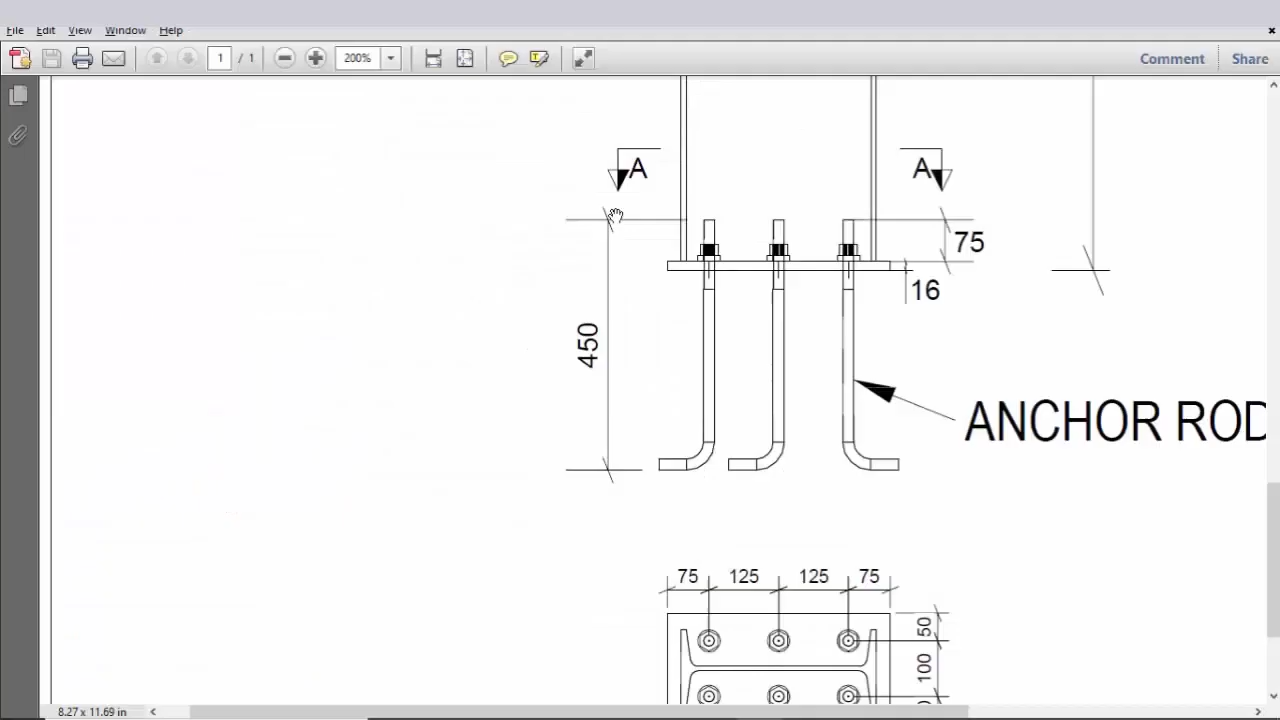 File Edit View Window Help
1 / 1 200% Comment Share
A A
75
16
450
ANCHOR ROD
75 125 125 75
50
100
8.27 x 11.69 in